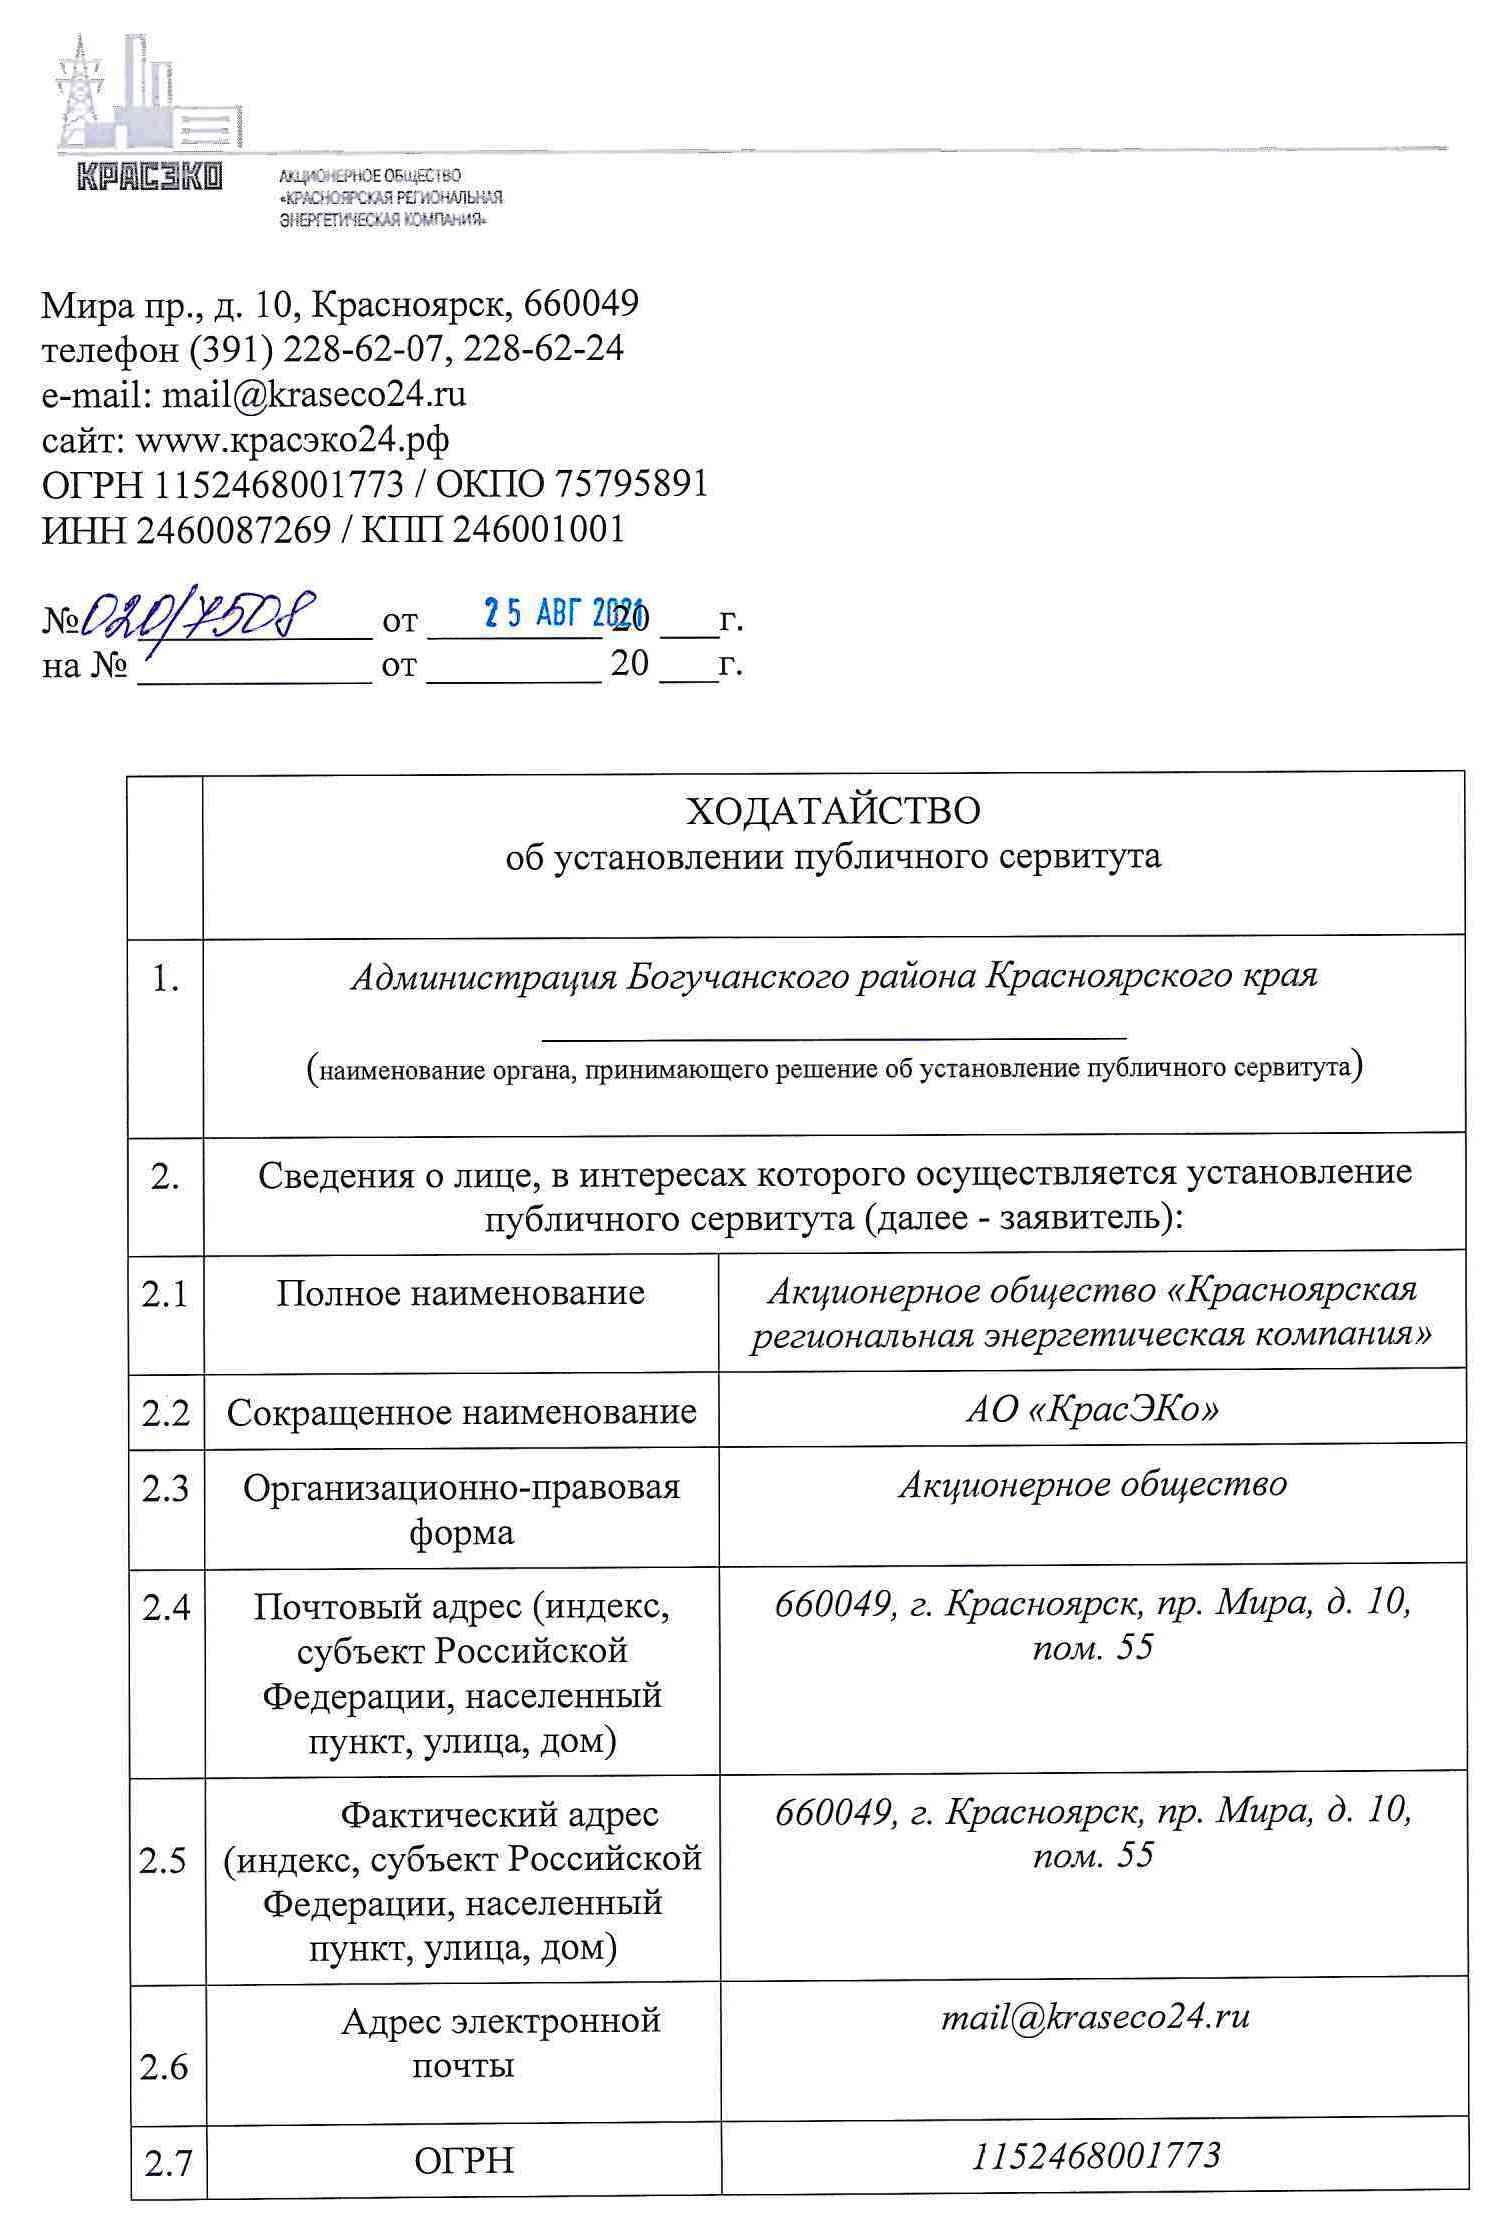 КРАСЭКО
АКЦИОНЕРНОЕ ОБЩЕСТВО
«КРАСНОЯРСКАЯ РЕГИОНАЛЬНАЯ
ЭНЕРГЕТИЧЕСКАЯ КОМПАНИЯ»
Мира пр., д. 10, Красноярск, 660049
телефон (391) 228-62-07, 228-62-24
e-mail: mail@kraseco24.ru
сайт: www.красэко24.рф
ОГРН 1152468001773 / ОКПО 75795891
ИНН 2460087269 / КПП 246001001
№ 020/7508 от 25 АВГ 2021 20 ___г.
на № ____________ от _________ 20 ___г.
ХОДАТАЙСТВО
об установлении публичного сервитута
1. Администрация Богучанского района Красноярского края
(наименование органа, принимающего решение об установление публичного сервитута)
2. Сведения о лице, в интересах которого осуществляется установление
публичного сервитута (далее - заявитель):
2.1 Полное наименование Акционерное общество «Красноярская
региональная энергетическая компания»
2.2 Сокращенное наименование АО «КрасЭКо»
2.3 Организационно-правовая Акционерное общество
форма
2.4 Почтовый адрес (индекс, 660049, г. Красноярск, пр. Мира, д. 10,
субъект Российской пом. 55
Федерации, населенный
пункт, улица, дом)
Фактический адрес 660049, г. Красноярск, пр. Мира, д. 10,
2.5 (индекс, субъект Российской пом. 55
Федерации, населенный
пункт, улица, дом)
Адрес электронной mail@kraseco24.ru
2.6 почты
2.7 ОГРН 1152468001773